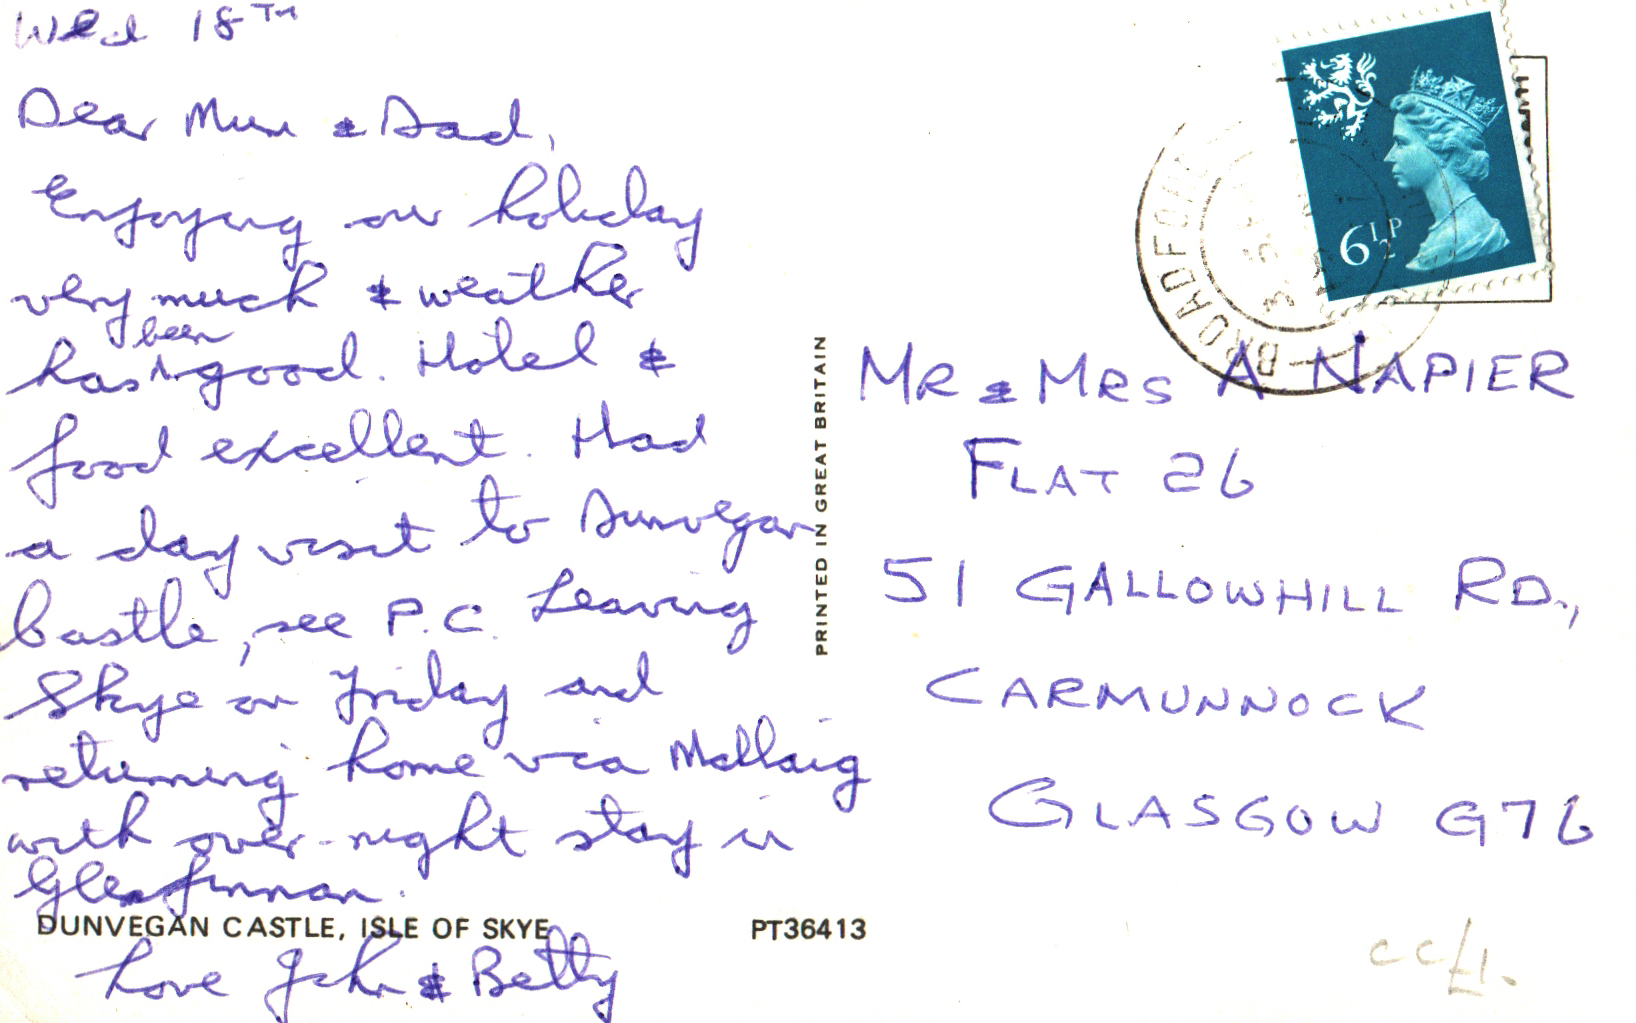 Wed 18TH
Dear Mum & Dad,
Enjoying our holiday
very much & weather
been
has ^ good. Hotel &
food excellent. Had
a day visit to Dunvegan
Castle, see P.C. Leaving
Skye on Friday and
returning home via Mallaig
with over-night stay in
Glenfinnan.
DUNVEGAN CASTLE, ISLE OF SKYE
PT36413
Love John & Betty
PRINTED IN GREAT BRITAIN
6½P
BROADFORD
MR & MRS A NAPIER
FLAT 26
51 GALLOWHILL RD.,
CARMUNNOCK
GLASGOW G76
CC£1.